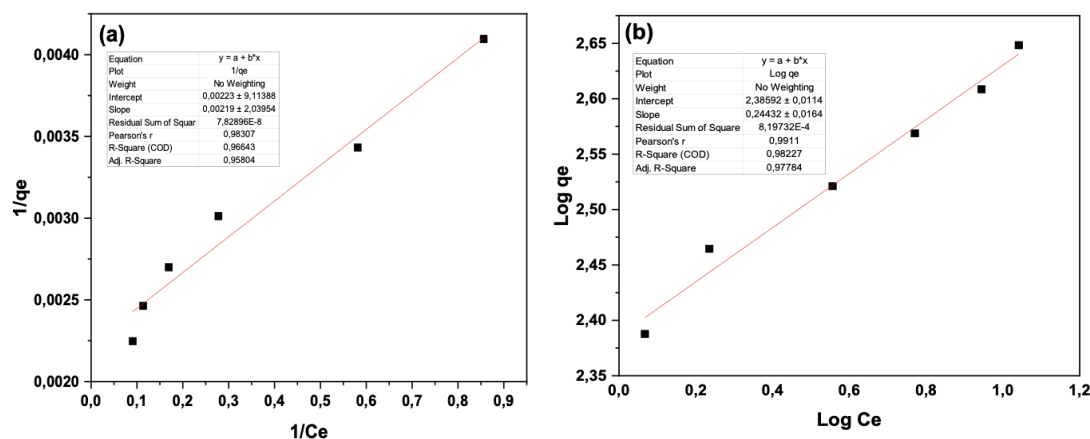 (a)
0,0040
0,0035
0,0030
0,0025
0,0020
1/qe
Equation y = a + b*x
Plot 1/qe
Weight No Weighting
Intercept 0,00223 ± 9,11388
Slope 0,00219 ± 2,03954
Residual Sum of Squar 7,82896E-8
Pearson's r 0,98307
R-Square (COD) 0,96643
Adj. R-Square 0,95804
0,0 0,1 0,2 0,3 0,4 0,5 0,6 0,7 0,8 0,9
1/Ce
(b)
2,65
2,60
2,55
2,50
2,45
2,40
2,35
Log qe
Equation y = a + b*x
Plot Log qe
Weight No Weighting
Intercept 2,38592 ± 0,0114
Slope 0,24432 ± 0,0164
Residual Sum of Square 8,19732E-4
Pearson's r 0,9911
R-Square (COD) 0,98227
Adj. R-Square 0,97784
0,0 0,2 0,4 0,6 0,8 1,0 1,2
Log Ce